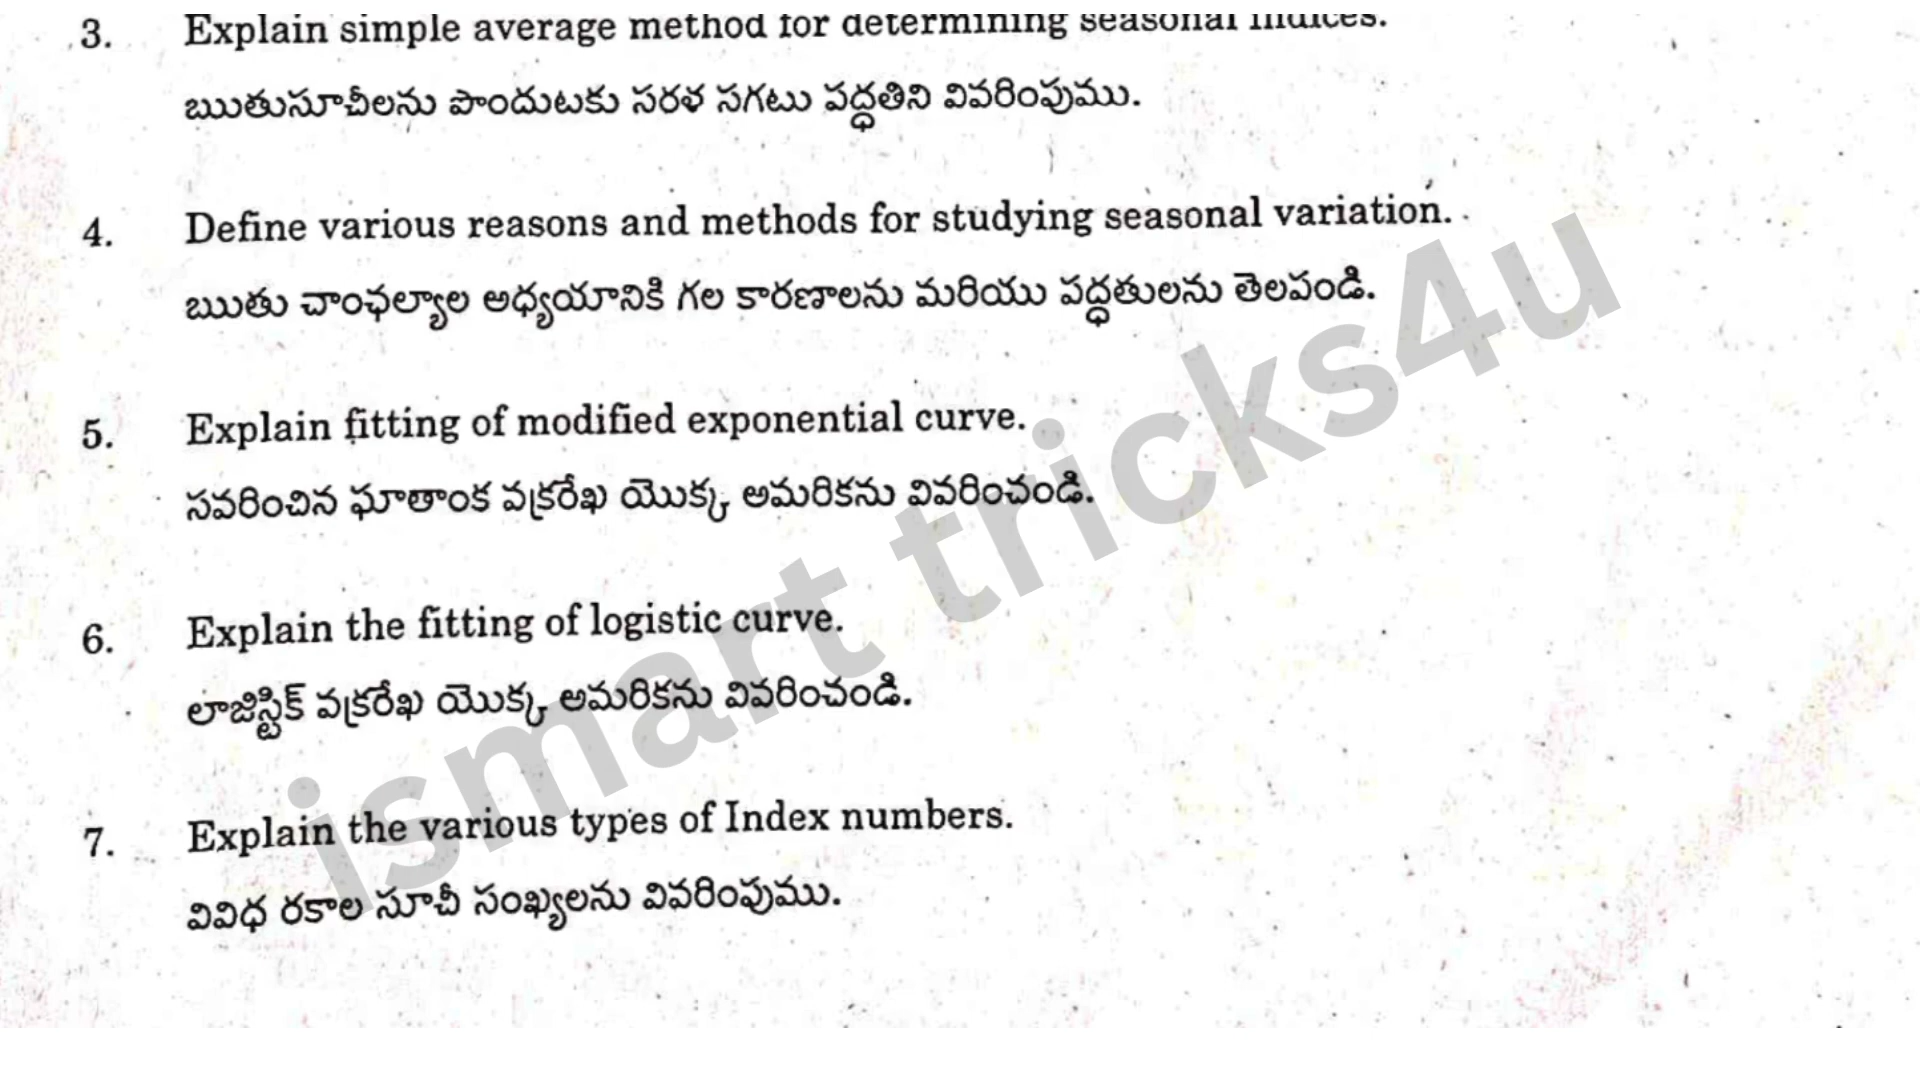 3. Explain simple average method for determining seasonal indices.
ఋతుసూచీలను పొందుటకు సరళ సగటు పద్ధతిని వివరింపుము.
4. Define various reasons and methods for studying seasonal variation.
ఋతు చాంఛల్యాల అధ్యయానికి గల కారణాలను మరియు పద్ధతులను తెలపండి.
5. Explain fitting of modified exponential curve.
సవరించిన ఘాతాంక వక్రరేఖ యొక్క అమరికను వివరించండి.
6. Explain the fitting of logistic curve.
లాజిస్టిక్ వక్రరేఖ యొక్క అమరికను వివరించండి.
7. Explain the various types of Index numbers.
వివిధ రకాల సూచీ సంఖ్యలను వివరింపుము.
ismart tricks4u